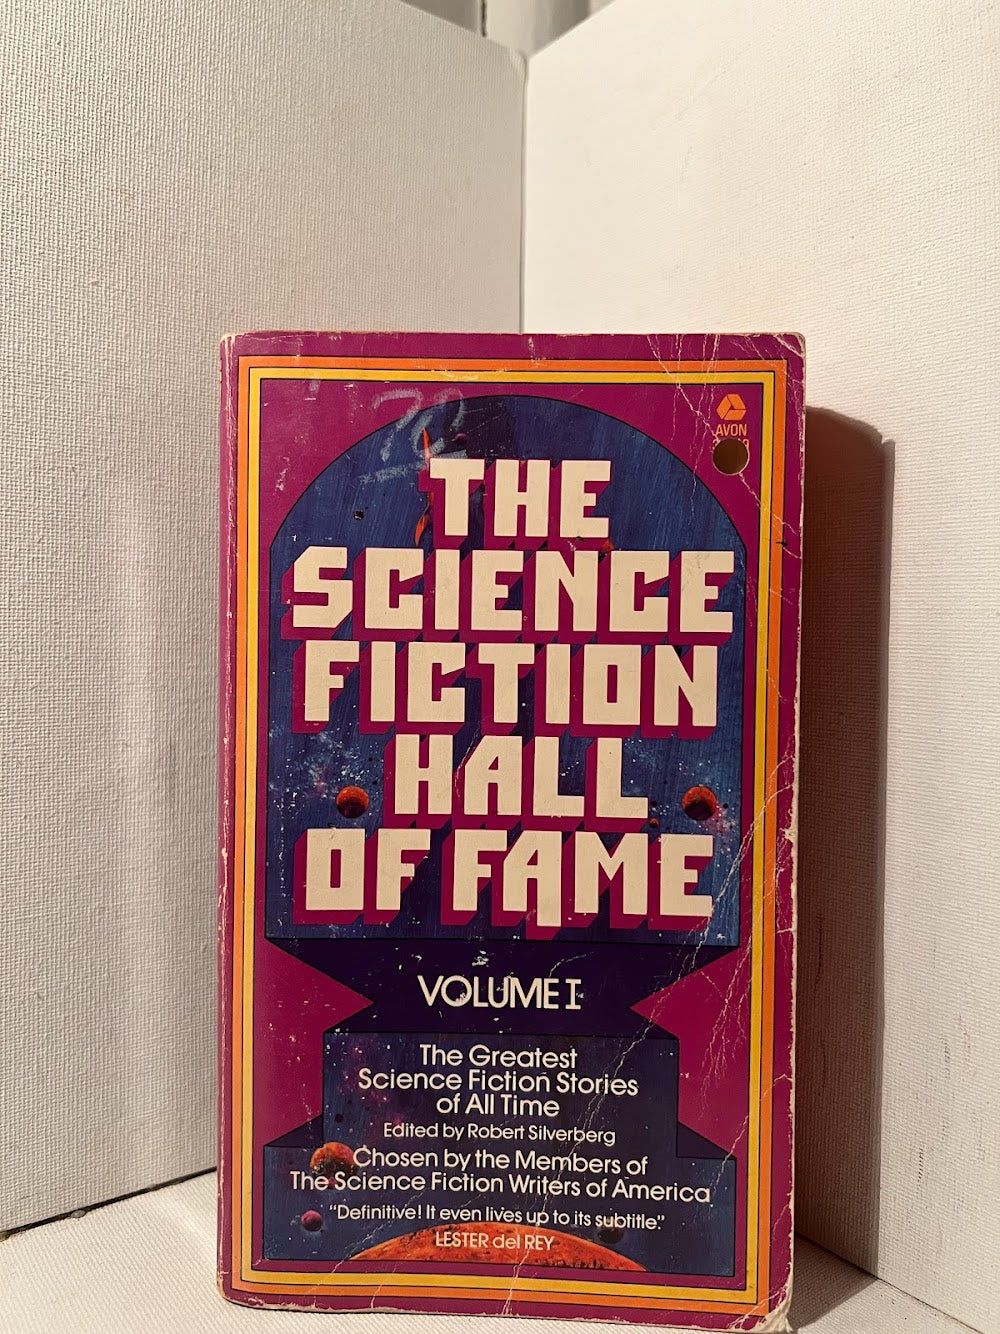 70
AVON
THE
SCIENCE
FICTION
HALL
OF FAME
VOLUME I
The Greatest
Science Fiction Stories
of All Time
Edited by Robert Silverberg
Chosen by the Members of
The Science Fiction Writers of America
"Definitive! It even lives up to its subtitle."
LESTER del REY